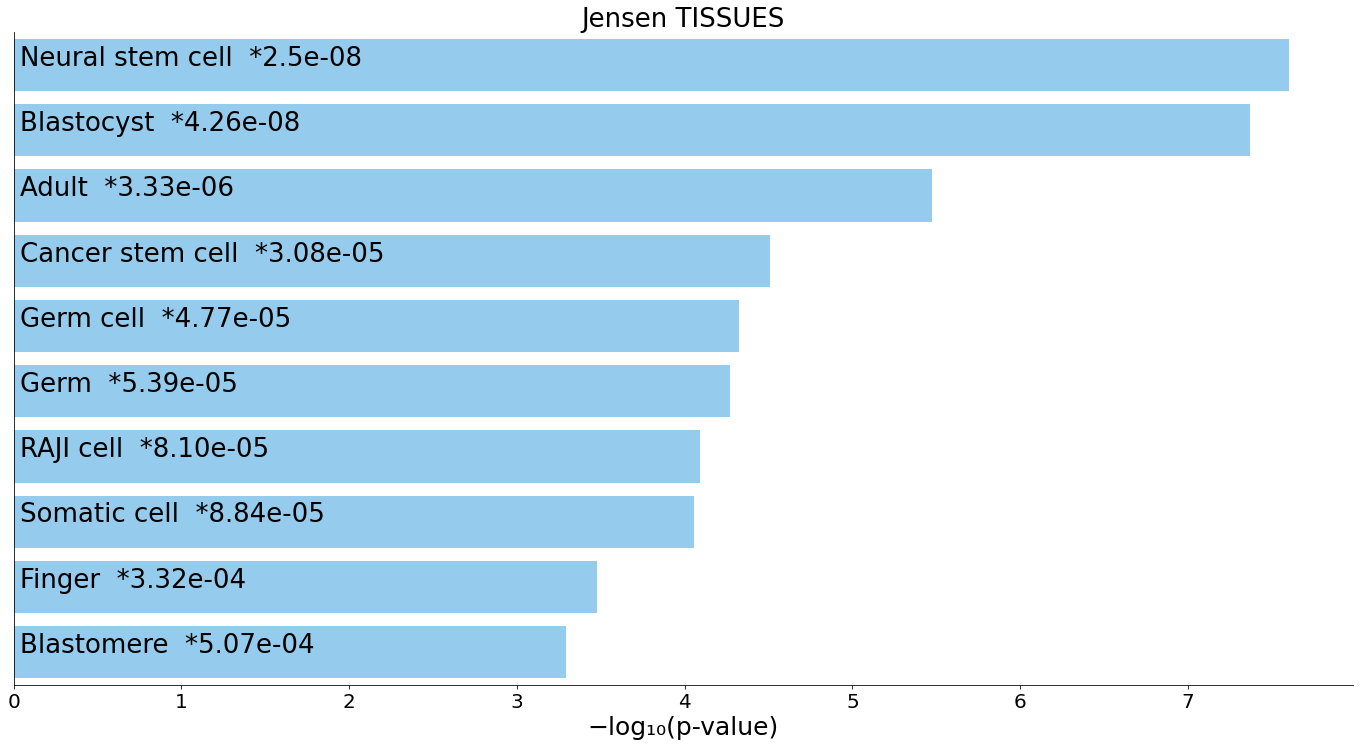 Jensen TISSUES
Neural stem cell  *2.5e-08
Blastocyst  *4.26e-08
Adult  *3.33e-06
Cancer stem cell  *3.08e-05
Germ cell  *4.77e-05
Germ  *5.39e-05
RAJI cell  *8.10e-05
Somatic cell  *8.84e-05
Finger  *3.32e-04
Blastomere  *5.07e-04
0 1 2 3 4 5 6 7
−log₁₀(p-value)